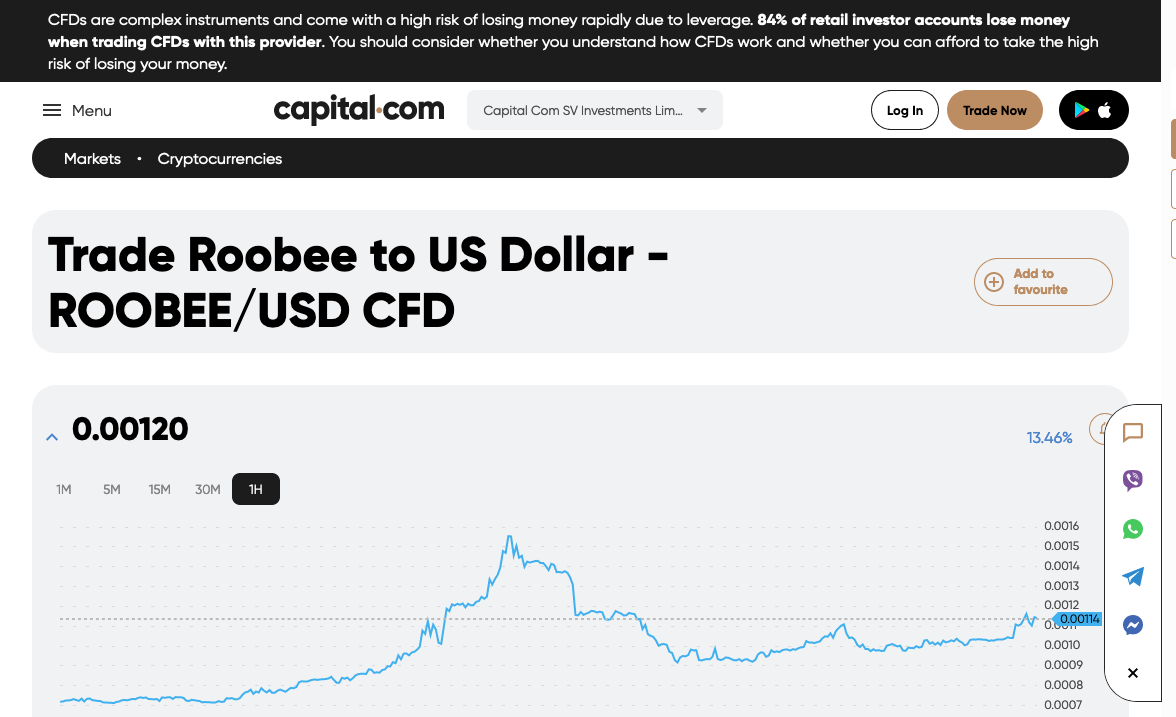 CFDs are complex instruments and come with a high risk of losing money rapidly due to leverage. 84% of retail investor accounts lose money
when trading CFDs with this provider. You should consider whether you understand how CFDs work and whether you can afford to take the high
risk of losing your money.
Menu
capital.com
Capital Com SV Investments Lim...
Log In
Trade Now
Markets • Cryptocurrencies
Trade Roobee to US Dollar -
ROOBEE/USD CFD
Add to
favourite
0.00120
13.46%
1M 5M 15M 30M 1H
0.0016
0.0015
0.0014
0.0013
0.0012
0.00114
0.0010
0.0009
0.0008
0.0007